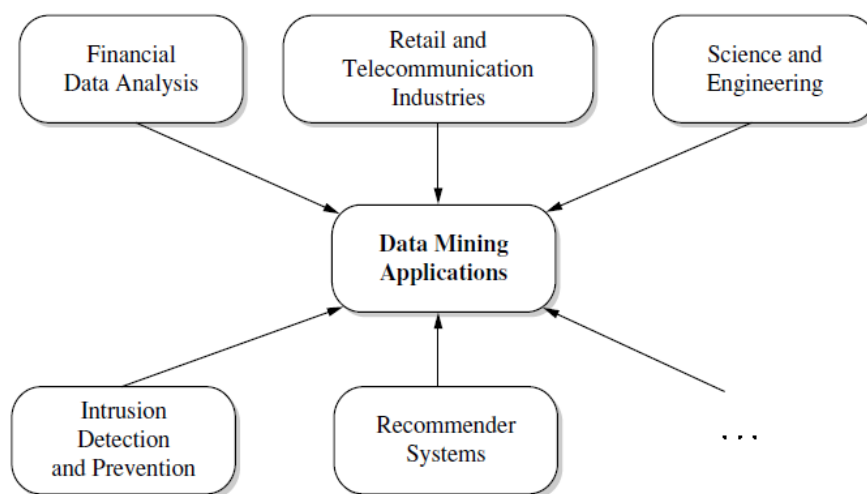 Financial
Data Analysis
Retail and
Telecommunication
Industries
Science and
Engineering
Data Mining
Applications
Intrusion
Detection
and Prevention
Recommender
Systems
...